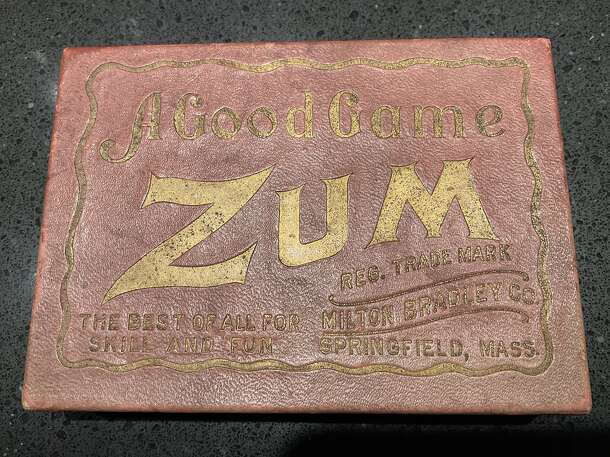 A Good Game
ZUM
REG. TRADE MARK
THE BEST OF ALL FOR
SKILL AND FUN
MILTON BRADLEY CO.
SPRINGFIELD, MASS.